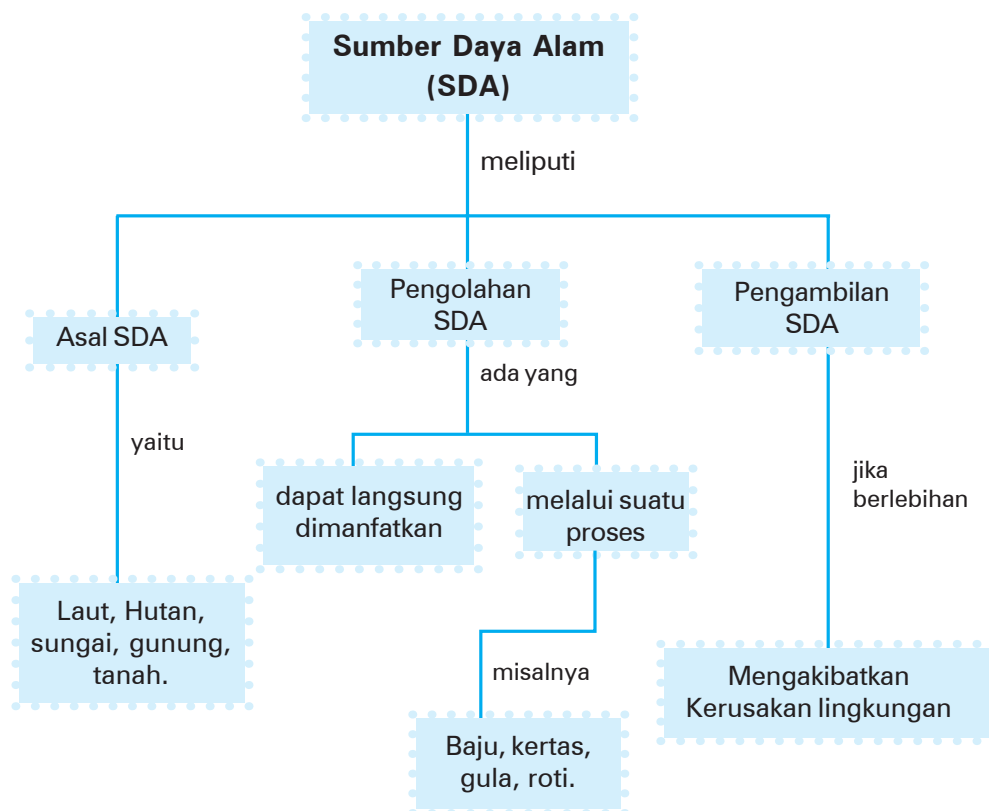 Sumber Daya Alam
(SDA)
meliputi
Asal SDA
Pengolahan
SDA
Pengambilan
SDA
yaitu
ada yang
jika
berlebihan
dapat langsung
dimanfatkan
melalui suatu
proses
Laut, Hutan,
sungai, gunung,
tanah.
misalnya
Mengakibatkan
Kerusakan lingkungan
Baju, kertas,
gula, roti.